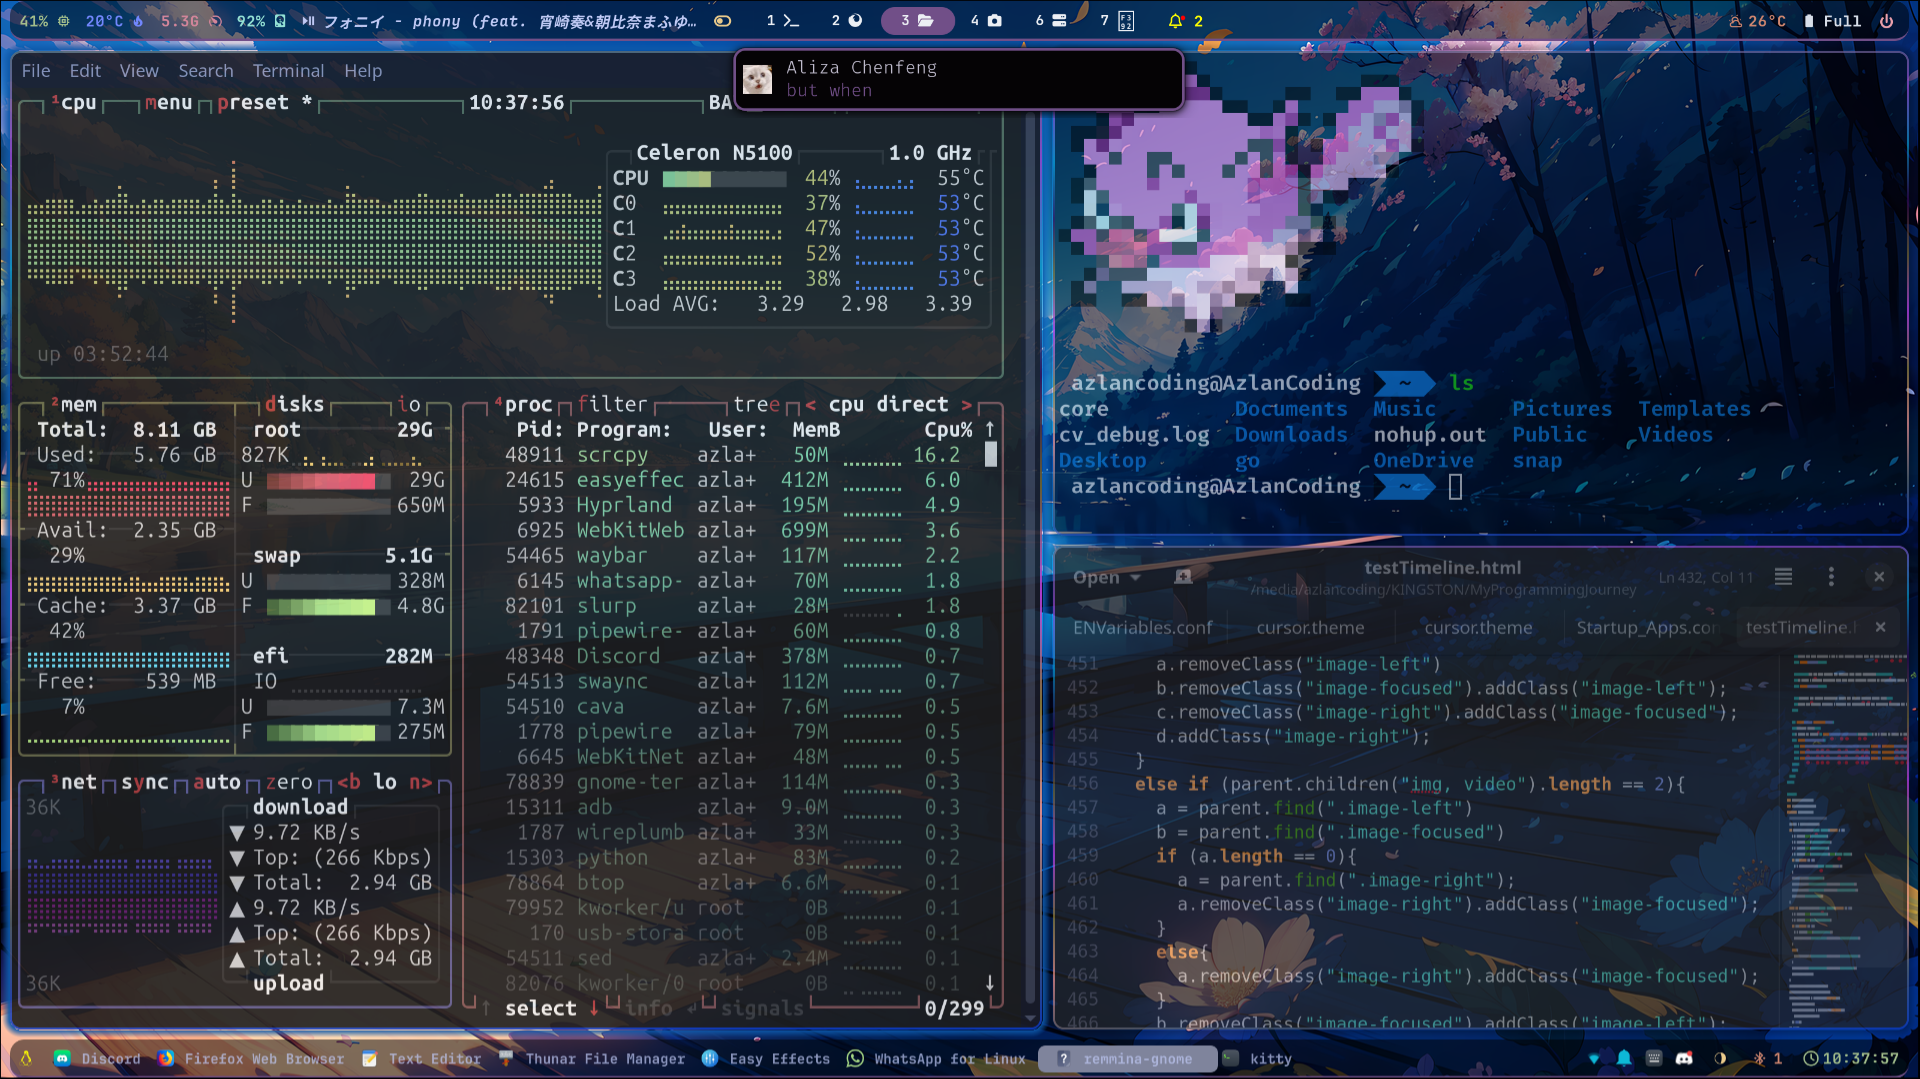 41% 20°C 5.3G 92% フォニイ - phony (feat. 宵崎奏&朝比奈まふゆ… 1 2 3 4 6 7 2 26°C Full
File Edit View Search Terminal Help
Aliza Chenfeng
but when
¹cpu menu preset * 10:37:56 BA
Celeron N5100 1.0 GHz
CPU 44% 55°C
C0 37% 53°C
C1 47% 53°C
C2 52% 53°C
C3 38% 53°C
Load AVG: 3.29 2.98 3.39
up 03:52:44
²mem disks io
Total: 8.11 GB root 29G
Used: 5.76 GB 827K
71% U 29G
F 650M
Avail: 2.35 GB
29% swap 5.1G
U 328M
Cache: 3.37 GB F 4.8G
42%
efi 282M
Free: 539 MB IO
7% U 7.3M
F 275M
³net sync auto zero <b lo n>
36K download
▼ 9.72 KB/s
▼ Top: (266 Kbps)
▼ Total: 2.94 GB
▲ 9.72 KB/s
▲ Top: (266 Kbps)
▲ Total: 2.94 GB
36K upload
⁴proc filter tree < cpu direct >
Pid: Program: User: MemB Cpu% ↑
48911 scrcpy azla+ 50M 16.2
24615 easyeffec azla+ 412M 6.0
5933 Hyprland azla+ 195M 4.9
6925 WebKitWeb azla+ 699M 3.6
54465 waybar azla+ 117M 2.2
6145 whatsapp- azla+ 70M 1.8
82101 slurp azla+ 28M 1.8
1791 pipewire- azla+ 60M 0.8
48348 Discord azla+ 378M 0.7
54513 swaync azla+ 112M 0.7
54510 cava azla+ 7.6M 0.5
1778 pipewire azla+ 79M 0.5
6645 WebKitNet azla+ 48M 0.5
78839 gnome-ter azla+ 114M 0.3
15311 adb azla+ 9.0M 0.3
1787 wireplumb azla+ 33M 0.3
15303 python azla+ 83M 0.2
78864 btop azla+ 6.6M 0.1
79952 kworker/u root 0B 0.1
170 usb-stora root 0B 0.1
54511 sed azla+ 2.4M 0.1
82076 kworker/0 root 0B 0.1 ↓
↑ select ↓ info ↲ signals 0/299
azlancoding@AzlanCoding ~ ls
core Documents Music Pictures Templates
cv_debug.log Downloads nohup.out Public Videos
Desktop go OneDrive snap
azlancoding@AzlanCoding ~
Open testTimeline.html Ln 432, Col 11
/media/azlancoding/KINGSTON/MyProgrammingJourney
ENVariables.conf cursor.theme cursor.theme Startup_Apps.con testTimeline.l
451 a.removeClass("image-left")
452 b.removeClass("image-focused").addClass("image-left");
453 c.removeClass("image-right").addClass("image-focused");
454 d.addClass("image-right");
455 }
456 else if (parent.children("img, video").length == 2){
457 a = parent.find(".image-left")
458 b = parent.find(".image-focused")
459 if (a.length == 0){
460 a = parent.find(".image-right");
461 a.removeClass("image-right").addClass("image-focused");
462 }
463 else{
464 a.removeClass("image-right").addClass("image-focused");
465 }
466 b.removeClass("image-focused").addClass("image-left");
Discord Firefox Web Browser Text Editor Thunar File Manager Easy Effects WhatsApp for Linux remmina-gnome kitty 1 10:37:57